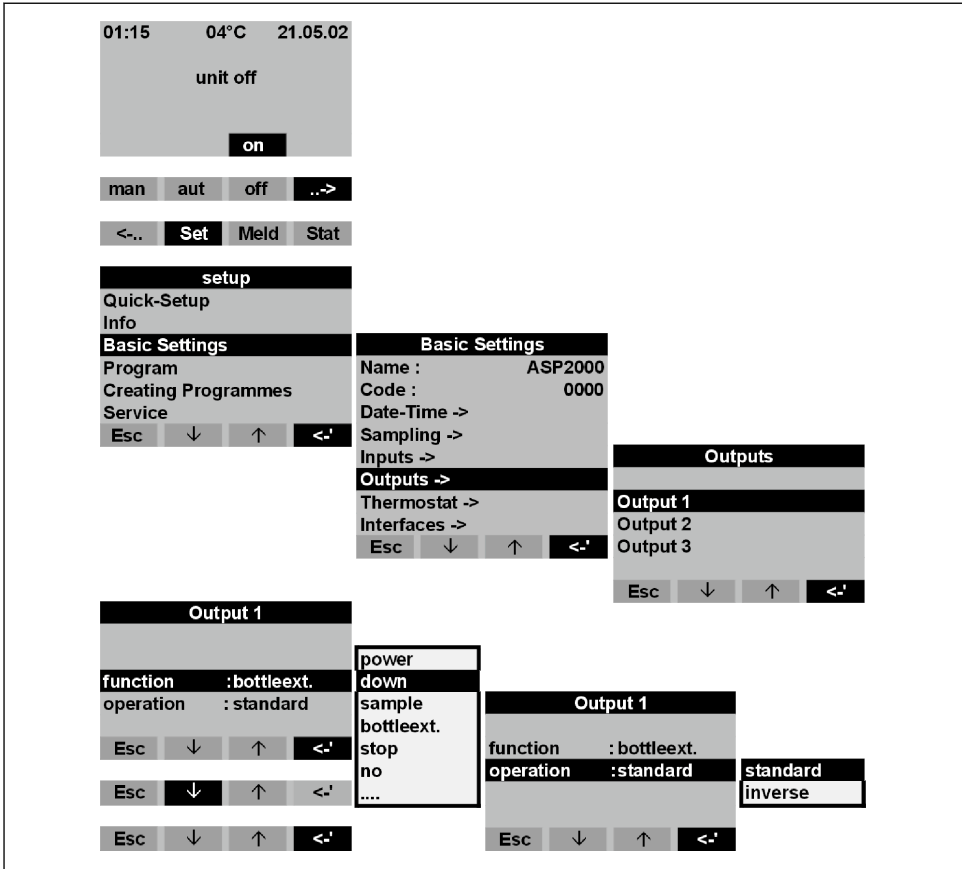 01:15 04°C 21.05.02
unit off
on
man aut off ..->
<-.. Set Meld Stat
setup
Quick-Setup
Info
Basic Settings
Program
Creating Programmes
Service
Esc ↓ ↑ <-'
Basic Settings
Name : ASP2000
Code : 0000
Date-Time ->
Sampling ->
Inputs ->
Outputs ->
Thermostat ->
Interfaces ->
Esc ↓ ↑ <-'
Outputs
Output 1
Output 2
Output 3
Esc ↓ ↑ <-'
Output 1
function :bottleext.
operation : standard
Esc ↓ ↑ <-'
Esc ↓ ↑ <-'
Esc ↓ ↑ <-'
power
down
sample
bottleext.
stop
no
....
Output 1
function : bottleext.
operation :standard
Esc ↓ ↑ <-'
standard
inverse